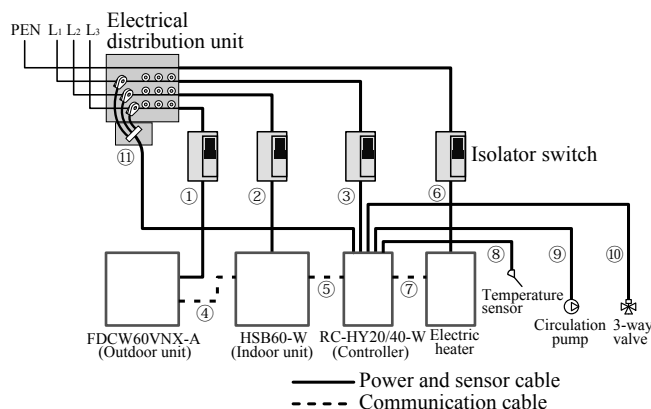 PEN L1 L2 L3
Electrical
distribution unit
⑪
①
②
③
⑥
Isolator switch
④
⑤
⑦
⑧
⑨
⑩
Temperature
sensor
FDCW60VNX-A
(Outdoor unit)
HSB60-W
(Indoor unit)
RC-HY20/40-W
(Controller)
Electric
heater
Circulation
pump
3-way
valve
Power and sensor cable
Communication cable